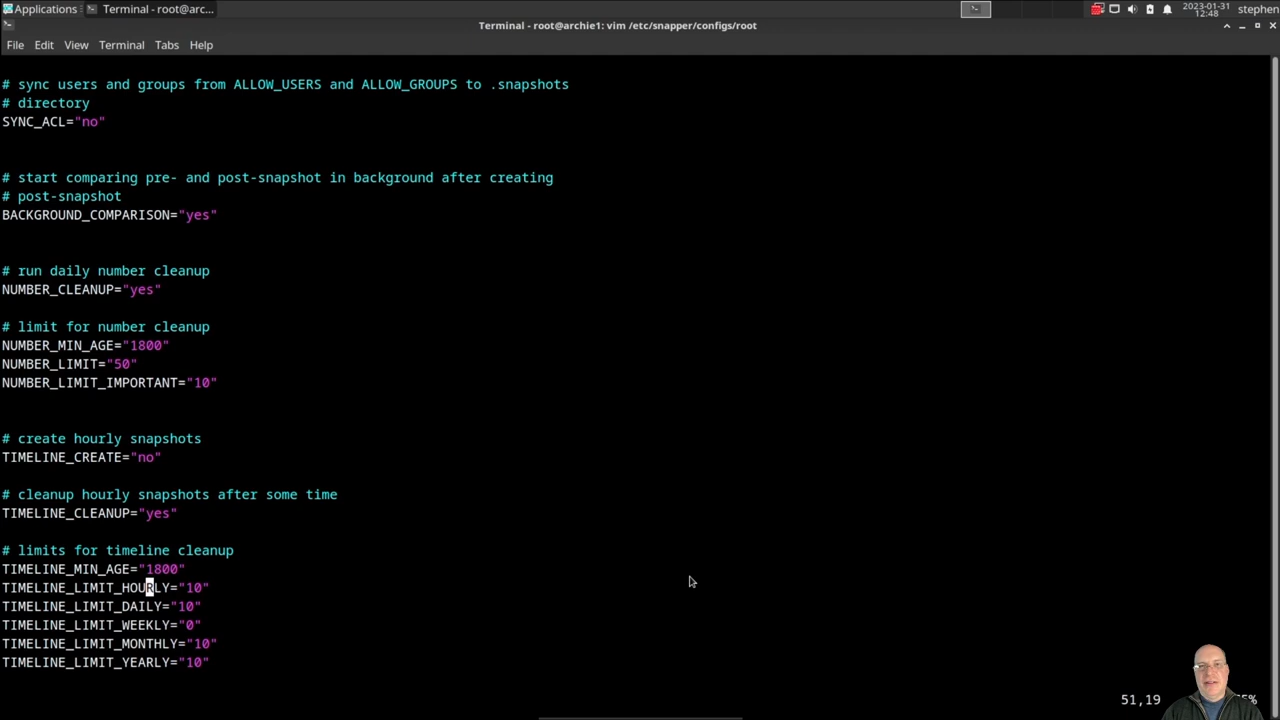 Applications
Terminal - root@arc...
2023-01-31
12:48
stephen
Terminal - root@archie1: vim /etc/snapper/configs/root
File Edit View Terminal Tabs Help
# sync users and groups from ALLOW_USERS and ALLOW_GROUPS to .snapshots
# directory
SYNC_ACL="no"
# start comparing pre- and post-snapshot in background after creating
# post-snapshot
BACKGROUND_COMPARISON="yes"
# run daily number cleanup
NUMBER_CLEANUP="yes"
# limit for number cleanup
NUMBER_MIN_AGE="1800"
NUMBER_LIMIT="50"
NUMBER_LIMIT_IMPORTANT="10"
# create hourly snapshots
TIMELINE_CREATE="no"
# cleanup hourly snapshots after some time
TIMELINE_CLEANUP="yes"
# limits for timeline cleanup
TIMELINE_MIN_AGE="1800"
TIMELINE_LIMIT_HOURLY="10"
TIMELINE_LIMIT_DAILY="10"
TIMELINE_LIMIT_WEEKLY="0"
TIMELINE_LIMIT_MONTHLY="10"
TIMELINE_LIMIT_YEARLY="10"
51,19